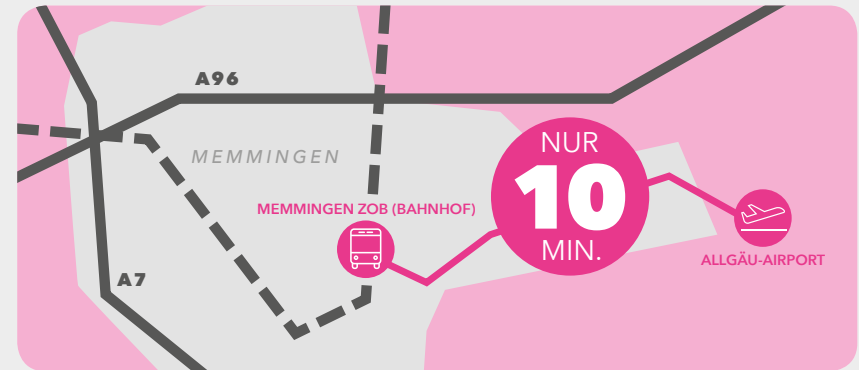 A96
MEMMINGEN
MEMMINGEN ZOB (BAHNHOF)
NUR
10
MIN.
ALLGÄU-AIRPORT
A7